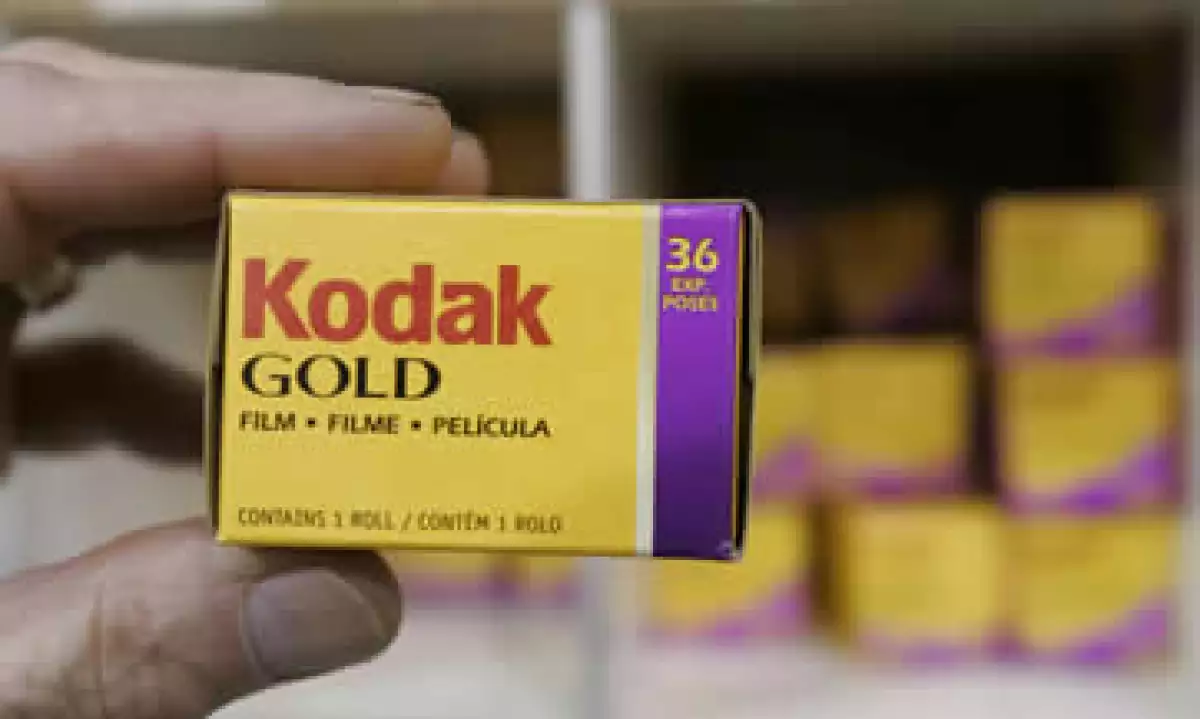 Kodak
GOLD
FILM • FILME • PELÍCULA
CONTAINS 1 ROLL / CONTÉM 1 ROLO
36
EXP.
POSES